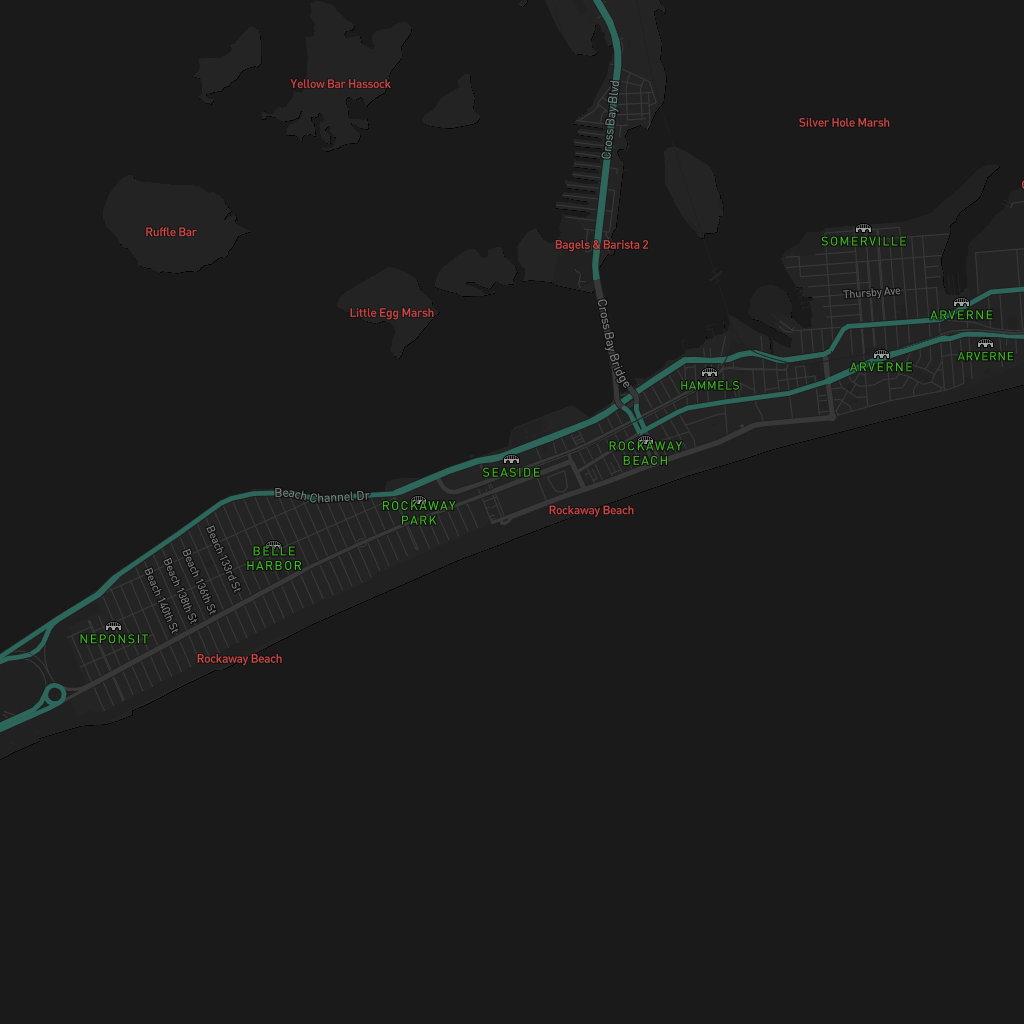 Yellow Bar Hassock
Cross Bay Blvd
Silver Hole Marsh
Ruffle Bar
Bagels & Barista 2
SOMERVILLE
Thursby Ave
Little Egg Marsh
ARVERNE
Cross Bay Bridge
ARVERNE
ARVERNE
HAMMELS
ROCKAWAY
BEACH
SEASIDE
Beach Channel Dr
ROCKAWAY
PARK
Rockaway Beach
BELLE
HARBOR
Beach 133rd St
Beach 136th St
Beach 138th St
Beach 140th St
NEPONSIT
Rockaway Beach